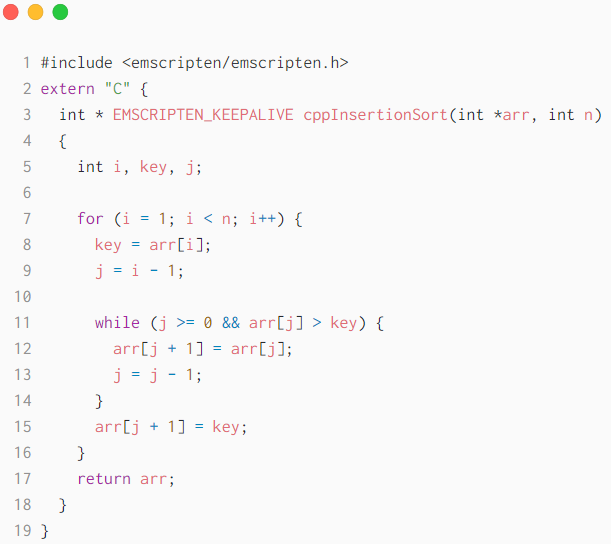 1 #include <emscripten/emscripten.h>
2 extern "C" {
3   int * EMSCRIPTEN_KEEPALIVE cppInsertionSort(int *arr, int n)
4   {
5     int i, key, j;
6
7     for (i = 1; i < n; i++) {
8       key = arr[i];
9       j = i - 1;
10
11       while (j >= 0 && arr[j] > key) {
12         arr[j + 1] = arr[j];
13         j = j - 1;
14       }
15       arr[j + 1] = key;
16     }
17     return arr;
18   }
19 }